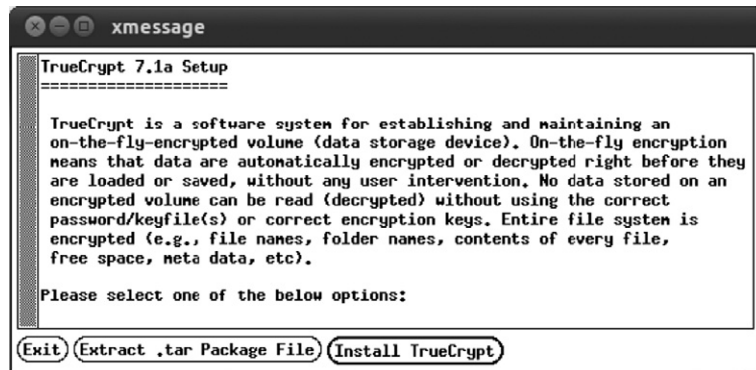 xmessage
TrueCrypt 7.1a Setup
====================
TrueCrypt is a software system for establishing and maintaining an
on-the-fly-encrypted volume (data storage device). On-the-fly encryption
means that data are automatically encrypted or decrypted right before they
are loaded or saved, without any user intervention. No data stored on an
encrypted volume can be read (decrypted) without using the correct
password/keyfile(s) or correct encryption keys. Entire file system is
encrypted (e.g., file names, folder names, contents of every file,
free space, meta data, etc).
Please select one of the below options:
Exit Extract .tar Package File Install TrueCrypt